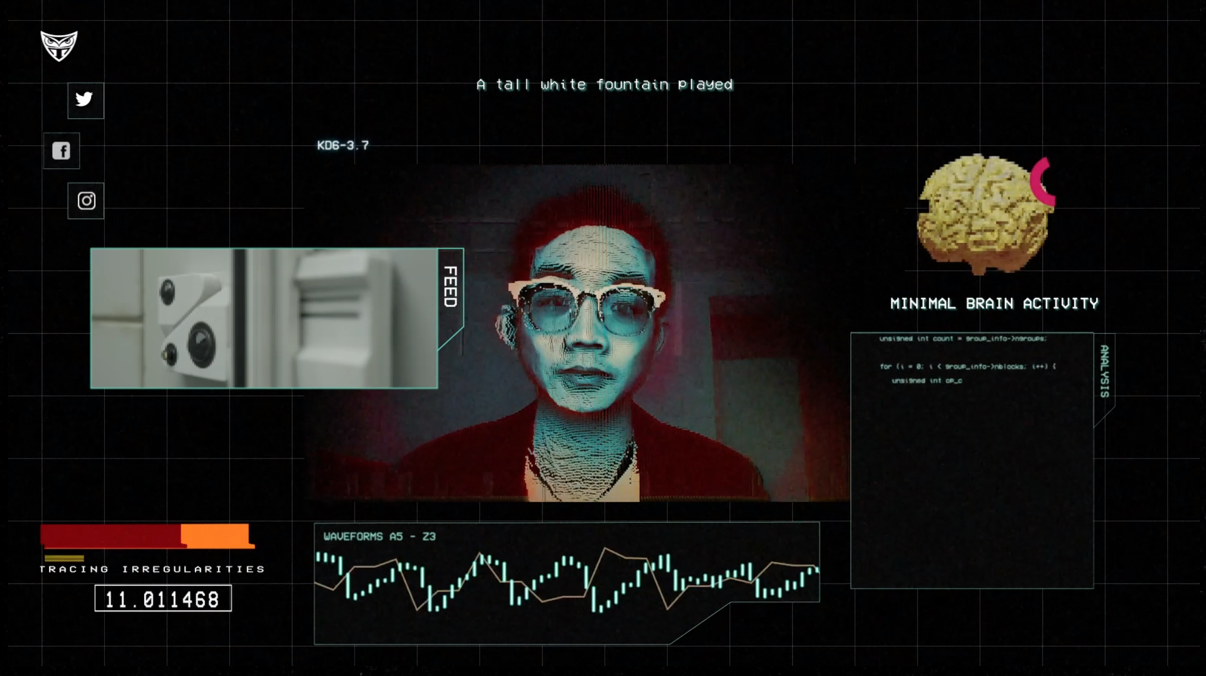 A tall white fountain played
KD6-3.7
FEED
MINIMAL BRAIN ACTIVITY
unsigned int count = group_info->ngroups;
for (i = 0; i < group_info->nblocks; i++) {
unsigned int cp_c
ANALYSIS
WAVEFORMS A5 - Z3
TRACING IRREGULARITIES
11.011468